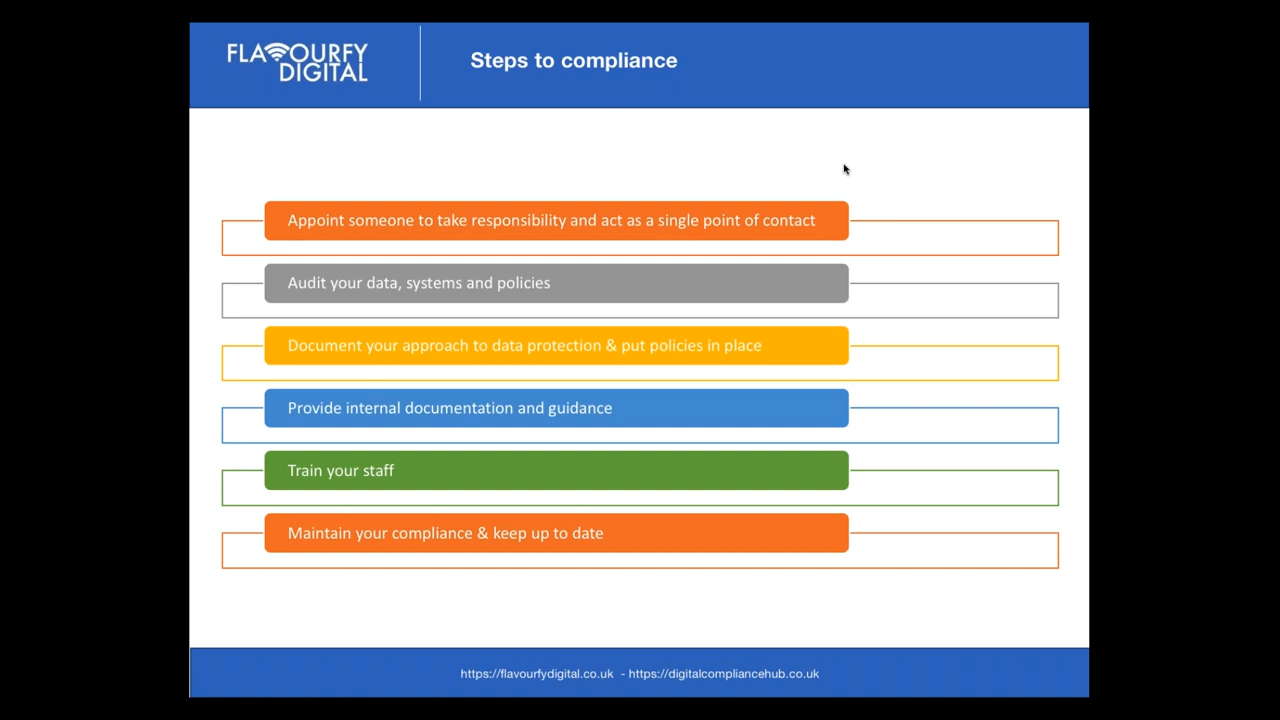 FLAVOURFY
DIGITAL
Steps to compliance
Appoint someone to take responsibility and act as a single point of contact
Audit your data, systems and policies
Document your approach to data protection & put policies in place
Provide internal documentation and guidance
Train your staff
Maintain your compliance & keep up to date
https://flavourfydigital.co.uk - https://digitalcompliancehub.co.uk